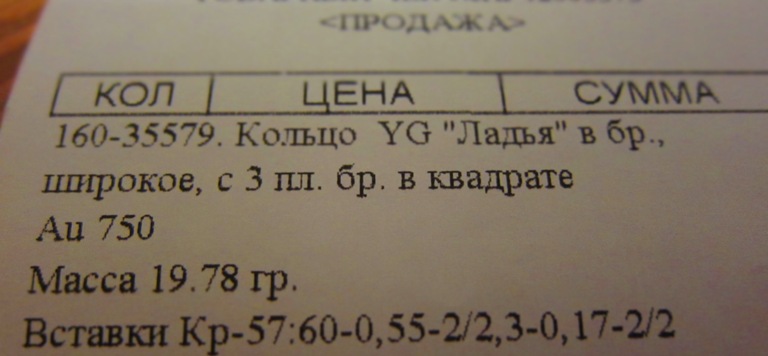 <ПРОДАЖА>
КОЛ ЦЕНА СУММА
160-35579. Кольцо YG "Ладья" в бр.,
широкое, с 3 пл. бр. в квадрате
Au 750
Масса 19.78 гр.
Вставки Кр-57:60-0,55-2/2,3-0,17-2/2